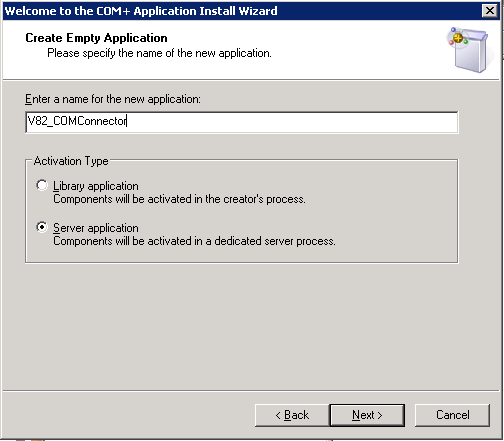 Welcome to the COM+ Application Install Wizard
Create Empty Application
Please specify the name of the new application.
Enter a name for the new application:
V82_COMConnector
Activation Type
Library application
Components will be activated in the creator's process.
Server application
Components will be activated in a dedicated server process.
< Back
Next >
Cancel